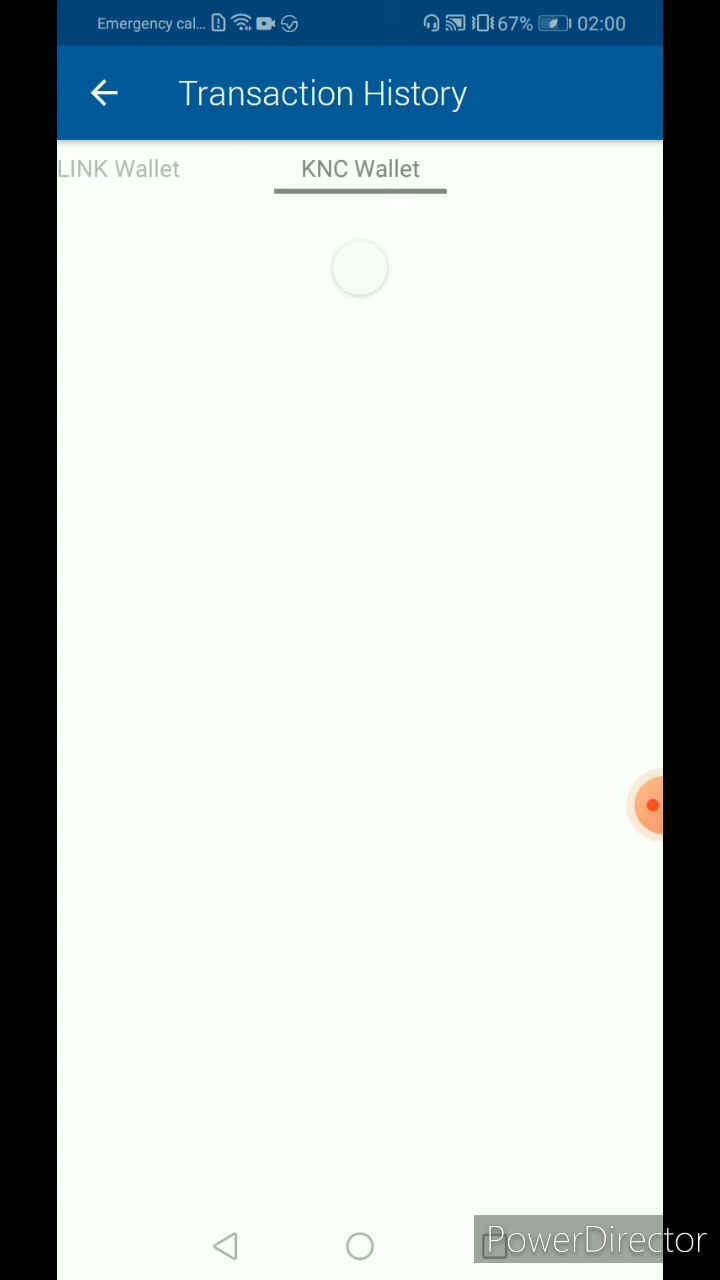 Emergency cal... 67% 02:00
Transaction History
LINK Wallet KNC Wallet
PowerDirector